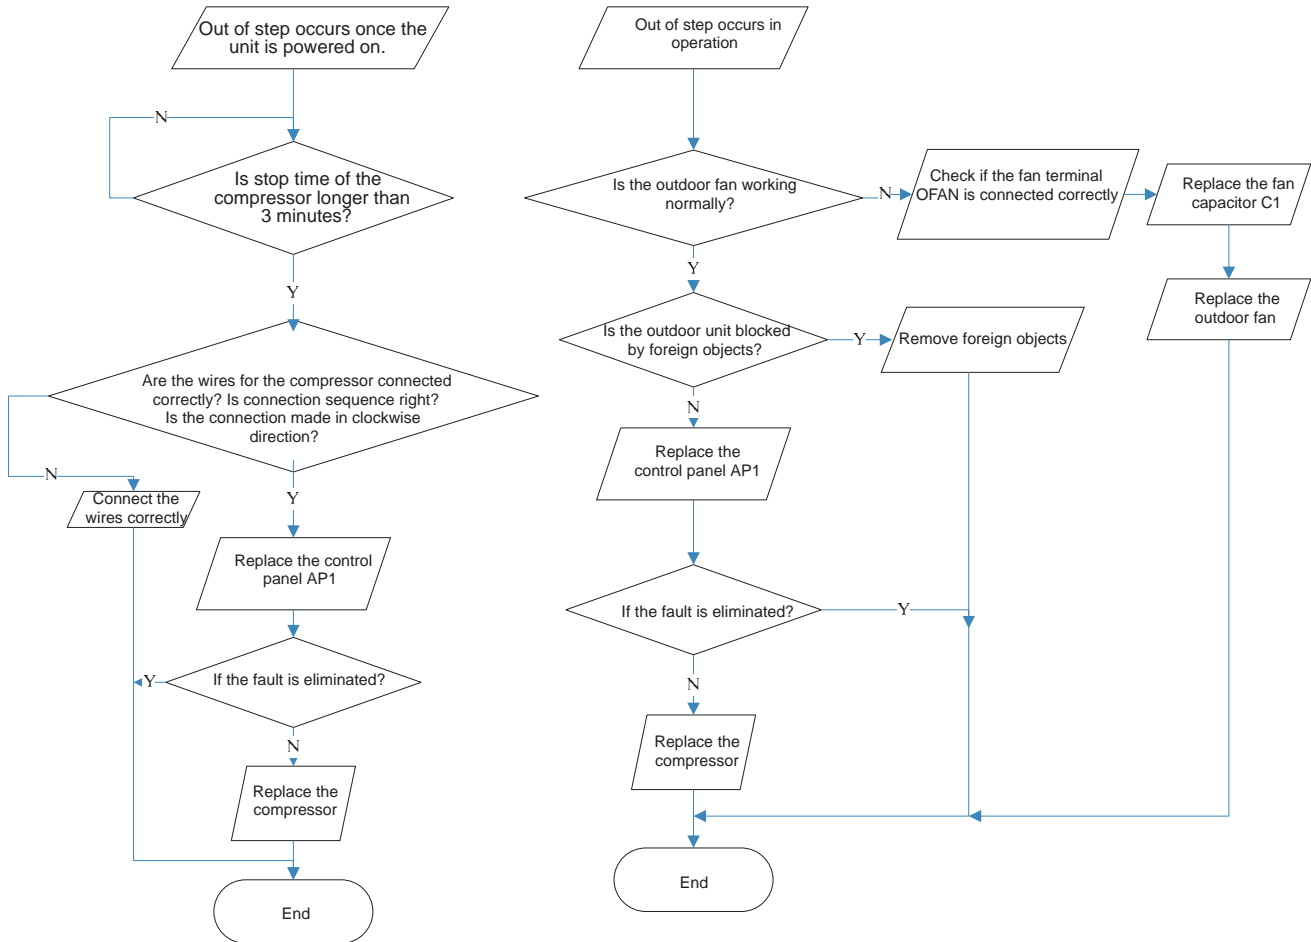 Out of step occurs once the
unit is powered on.
N
Is stop time of the
compressor longer than
3 minutes?
Y
Are the wires for the compressor connected
correctly? Is connection sequence right?
Is the connection made in clockwise
direction?
N
Connect the
wires correctly
Y
Replace the control
panel AP1
If the fault is eliminated?
Y
N
Replace the
compressor
End
Out of step occurs in
operation
Is the outdoor fan working
normally?
N
Check if the fan terminal
OFAN is connected correctly
Replace the fan
capacitor C1
Replace the
outdoor fan
Y
Is the outdoor unit blocked
by foreign objects?
Y
Remove foreign objects
N
Replace the
control panel AP1
If the fault is eliminated?
Y
N
Replace the
compressor
End